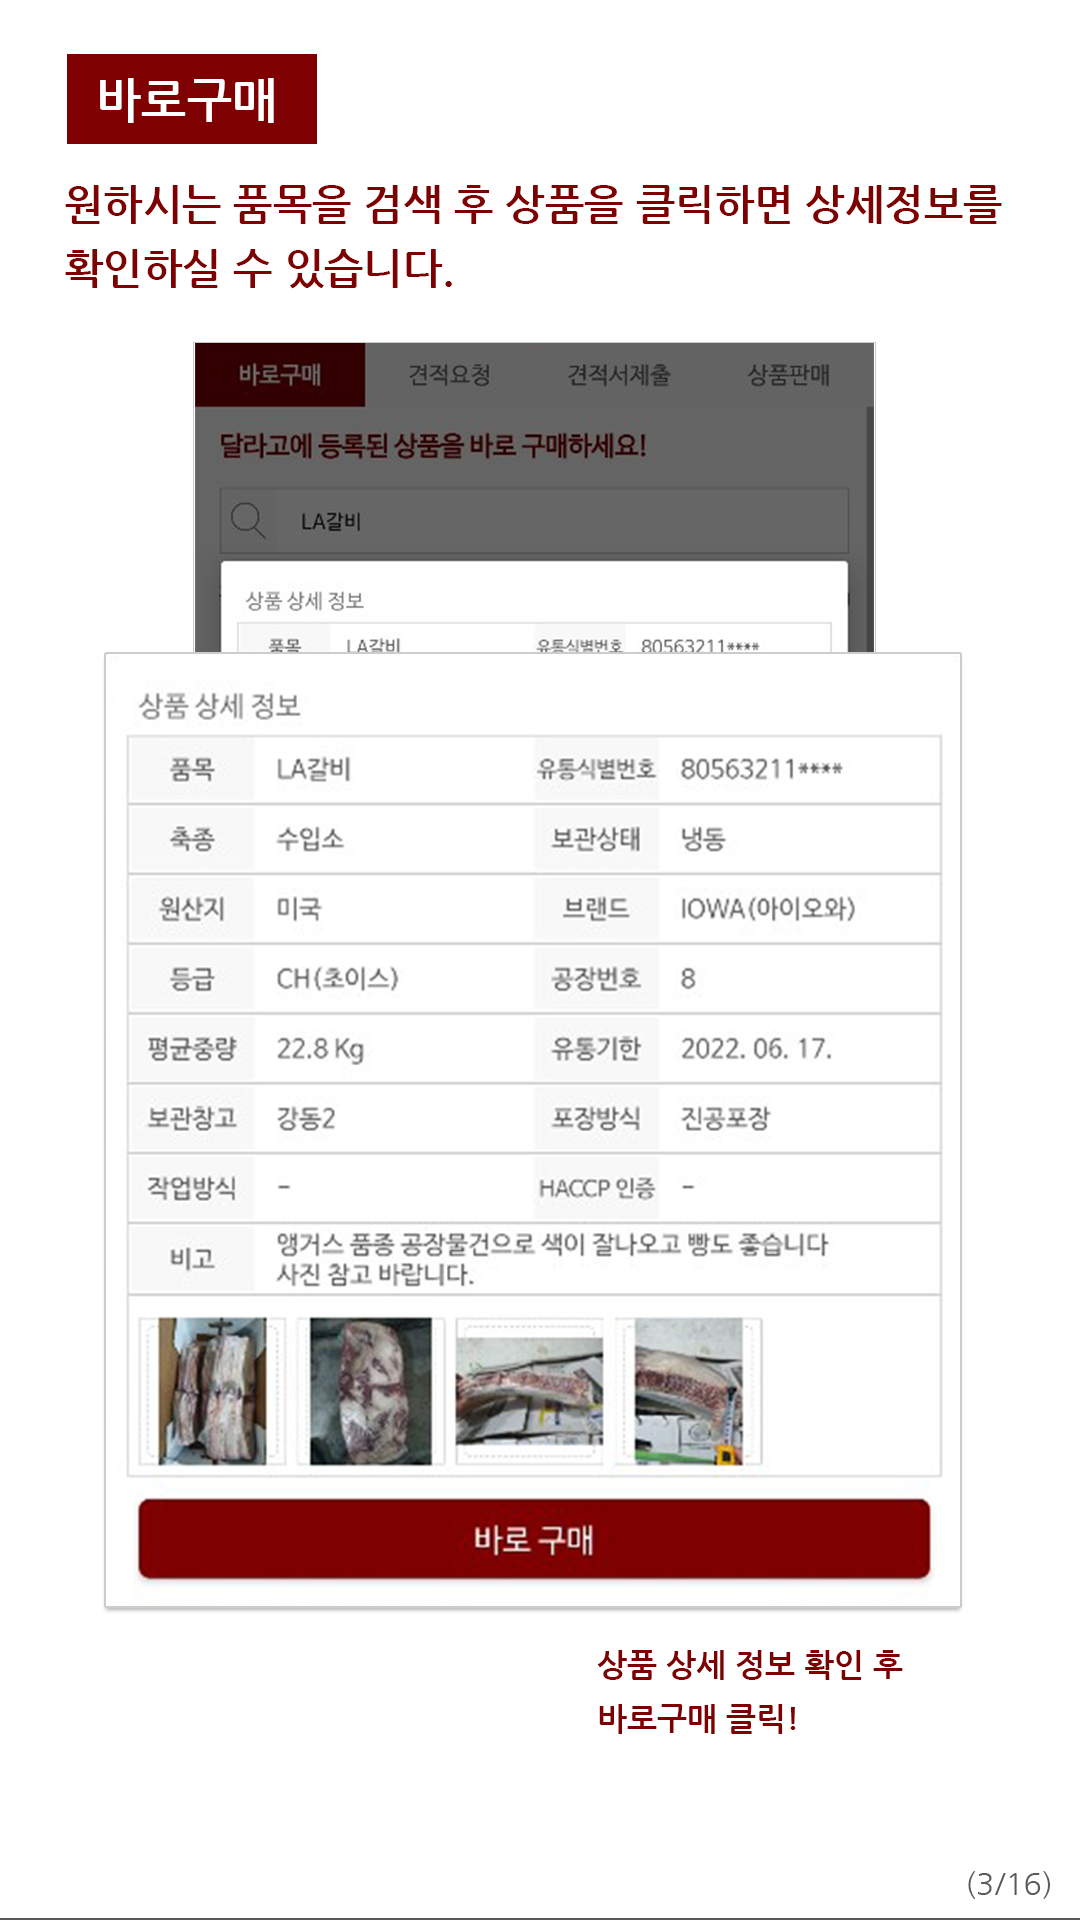 바로구매
원하시는 품목을 검색 후 상품을 클릭하면 상세정보를
확인하실 수 있습니다.
바로구매 견적요청 견적서제출 상품판매
달라고에 등록된 상품을 바로 구매하세요!
LA갈비
상품 상세 정보
품목 LA갈비 유통식별번호 80563211****
상품 상세 정보
품목 LA갈비 유통식별번호 80563211****
축종 수입소 보관상태 냉동
원산지 미국 브랜드 IOWA(아이오와)
등급 CH(초이스) 공장번호 8
평균중량 22.8 Kg 유통기한 2022. 06. 17.
보관창고 강동2 포장방식 진공포장
작업방식 - HACCP 인증 -
비고 앵거스 품종 공장물건으로 색이 잘나오고 빵도 좋습니다
사진 참고 바랍니다.
바로 구매
상품 상세 정보 확인 후
바로구매 클릭!
(3/16)